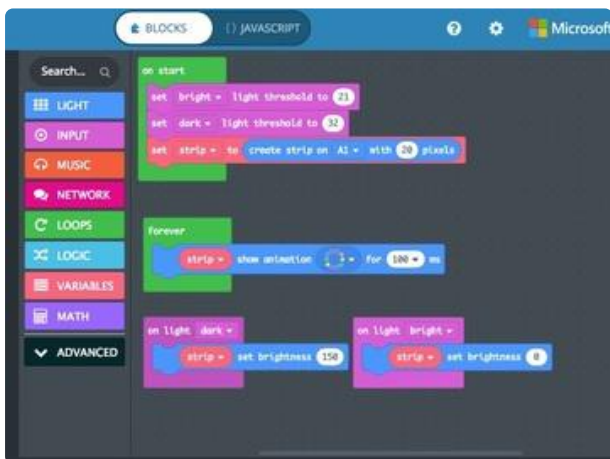 BLOCKS
{} JAVASCRIPT
Microsoft
Search...
on start
LIGHT
set bright light threshold to 21
INPUT
set dark light threshold to 32
MUSIC
set strip to create strip on A1 with 20 pixels
NETWORK
LOOPS
forever
LOGIC
strip show animation for 100 ms
VARIABLES
MATH
on light dark
on light bright
ADVANCED
strip set brightness 150
strip set brightness 0